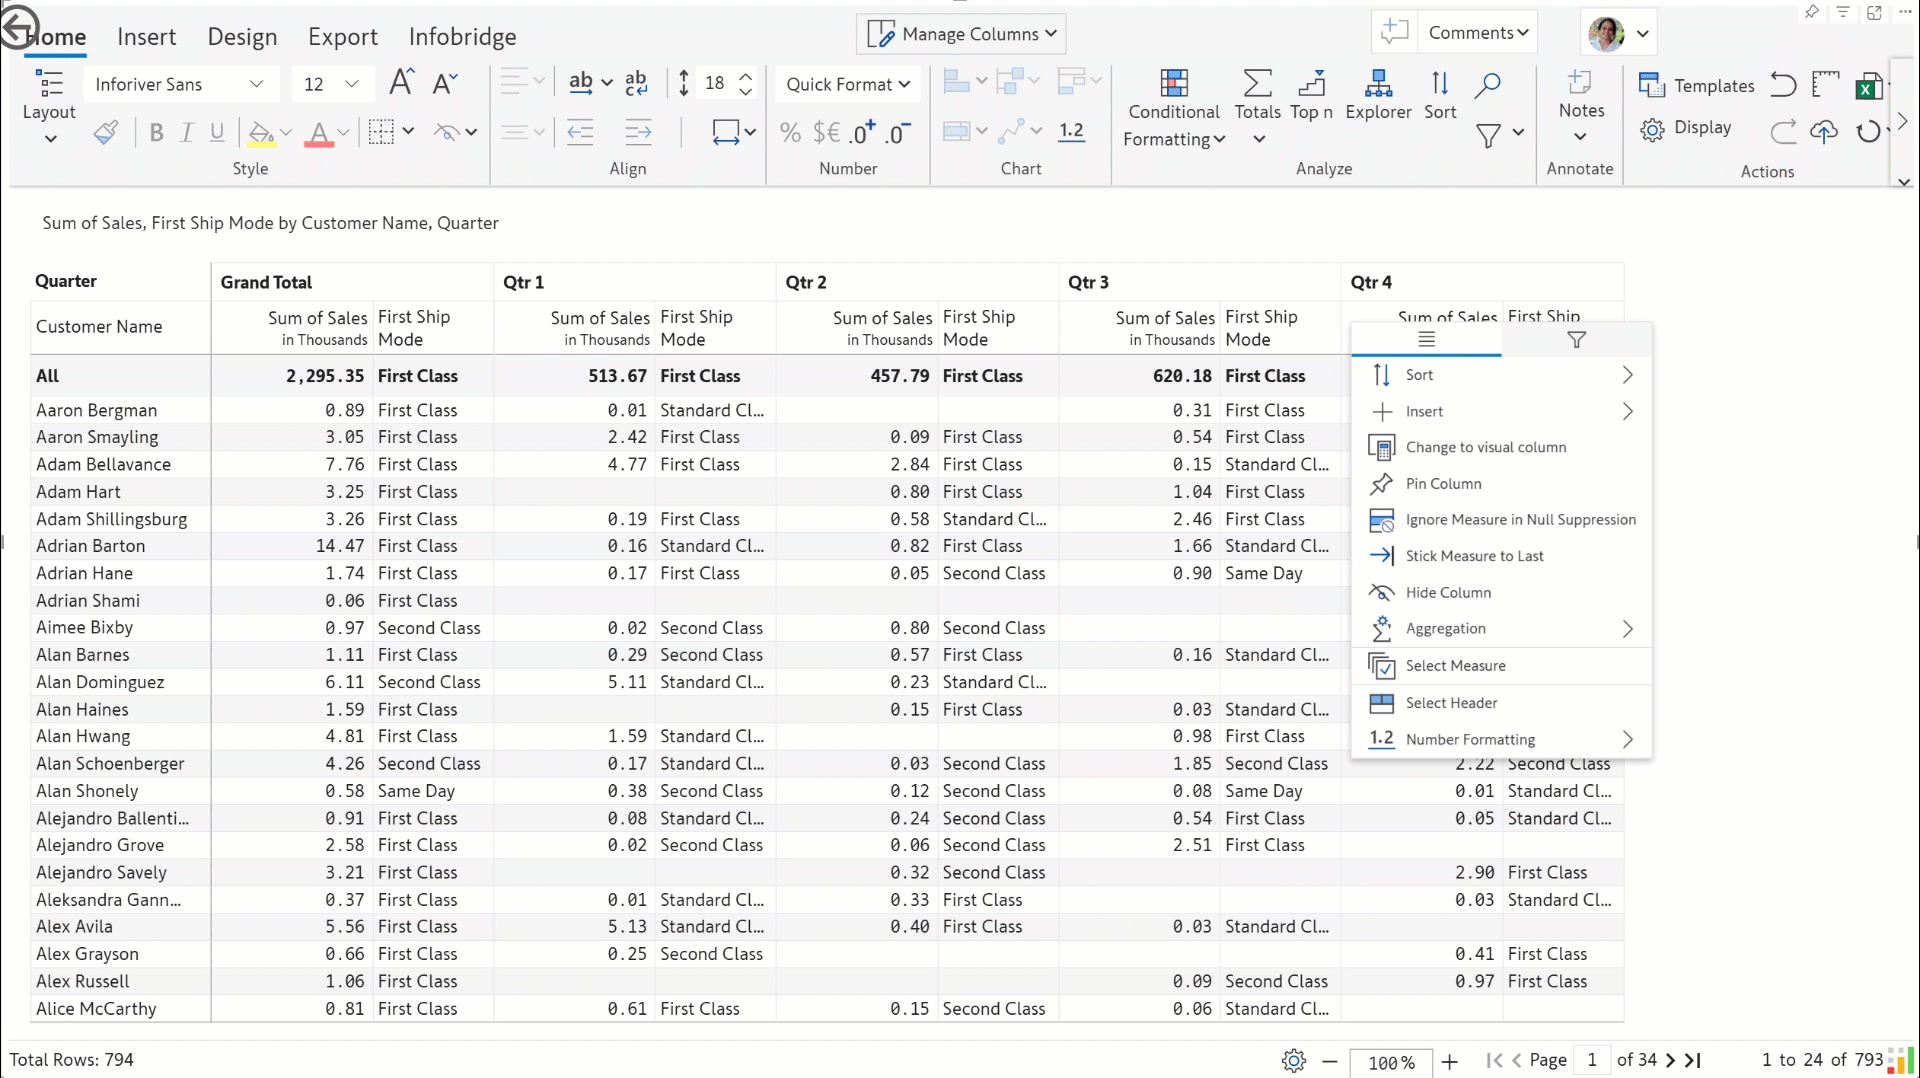 Home Insert Design Export Infobridge Manage Columns Comments
Inforiver Sans 12 ab ab 18 Quick Format
c
Layout B I U A % $€ .0+ .0- 1.2 Conditional Totals Top n Explorer Sort Notes Templates
Formatting Display
Style Align Number Chart Analyze Annotate Actions
Sum of Sales, First Ship Mode by Customer Name, Quarter
Quarter Grand Total Qtr 1 Qtr 2 Qtr 3 Qtr 4
Customer Name Sum of Sales in Thousands First Ship Mode Sum of Sales in Thousands First Ship Mode Sum of Sales in Thousands First Ship Mode Sum of Sales in Thousands First Ship Mode Sum of Sales First Ship
All 2,295.35 First Class 513.67 First Class 457.79 First Class 620.18 First Class
Aaron Bergman 0.89 First Class 0.01 Standard Cl... 0.31 First Class
Aaron Smayling 3.05 First Class 2.42 First Class 0.09 First Class 0.54 First Class
Adam Bellavance 7.76 First Class 4.77 First Class 2.84 First Class 0.15 Standard Cl...
Adam Hart 3.25 First Class 0.80 First Class 1.04 First Class
Adam Shillingsburg 3.26 First Class 0.19 First Class 0.58 Standard Cl... 2.46 First Class
Adrian Barton 14.47 First Class 0.16 Standard Cl... 0.82 First Class 1.66 Standard Cl...
Adrian Hane 1.74 First Class 0.17 First Class 0.05 Second Class 0.90 Same Day
Adrian Shami 0.06 First Class
Aimee Bixby 0.97 Second Class 0.02 Second Class 0.80 Second Class
Alan Barnes 1.11 First Class 0.29 Second Class 0.57 First Class 0.16 Standard Cl...
Alan Dominguez 6.11 Second Class 5.11 Standard Cl... 0.23 Standard Cl...
Alan Haines 1.59 First Class 0.15 First Class 0.03 Standard Cl...
Alan Hwang 4.81 First Class 1.59 Standard Cl... 0.98 First Class
Alan Schoenberger 4.26 Second Class 0.17 Standard Cl... 0.03 Second Class 1.85 Second Class 2.22 Second Class
Alan Shonely 0.58 Same Day 0.38 Second Class 0.12 Second Class 0.08 Same Day 0.01 Standard Cl...
Alejandro Ballenti... 0.91 First Class 0.08 Standard Cl... 0.24 Second Class 0.54 First Class 0.05 Standard Cl...
Alejandro Grove 2.58 First Class 0.02 Second Class 0.06 Second Class 2.51 First Class
Alejandro Savely 3.21 First Class 0.32 Second Class 2.90 First Class
Aleksandra Gann... 0.37 First Class 0.01 Standard Cl... 0.33 First Class 0.03 Standard Cl...
Alex Avila 5.56 First Class 5.13 Standard Cl... 0.40 First Class 0.03 Standard Cl...
Alex Grayson 0.66 First Class 0.25 Second Class 0.41 First Class
Alex Russell 1.06 First Class 0.09 Second Class 0.97 First Class
Alice McCarthy 0.81 First Class 0.61 First Class 0.15 Second Class 0.06 Standard Cl...
Sort
Insert
Change to visual column
Pin Column
Ignore Measure in Null Suppression
Stick Measure to Last
Hide Column
Aggregation
Select Measure
Select Header
1.2 Number Formatting
Total Rows: 794 100% Page 1 of 34 1 to 24 of 793